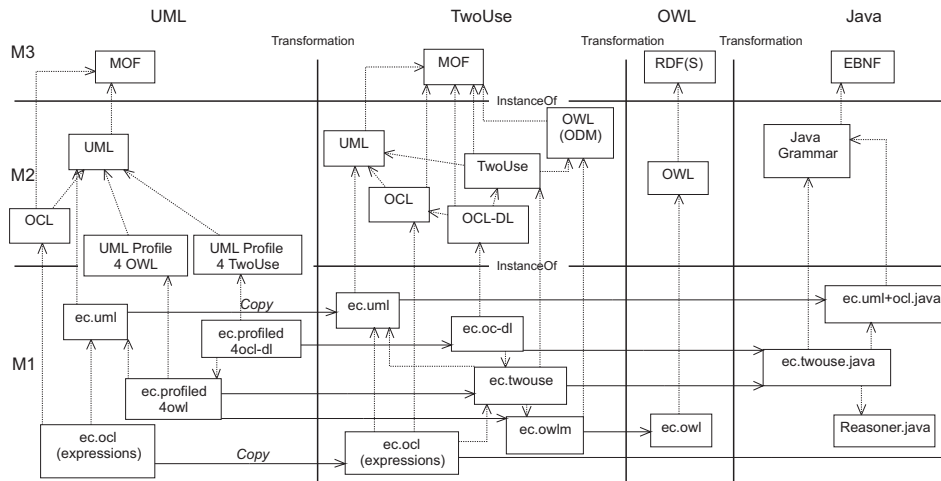 UML
TwoUse
OWL
Java
Transformation
Transformation
Transformation
M3
MOF
MOF
RDF(S)
EBNF
InstanceOf
M2
UML
OCL
UML Profile
4 OWL
UML Profile
4 TwoUse
UML
OCL
TwoUse
OCL-DL
OWL
(ODM)
OWL
Java
Grammar
InstanceOf
M1
ec.uml
Copy
ec.profiled
4ocl-dl
ec.profiled
4owl
ec.ocl
(expressions)
Copy
ec.uml
ec.oc-dl
ec.twouse
ec.owlm
ec.ocl
(expressions)
ec.owl
ec.uml+ocl.java
ec.twouse.java
Reasoner.java